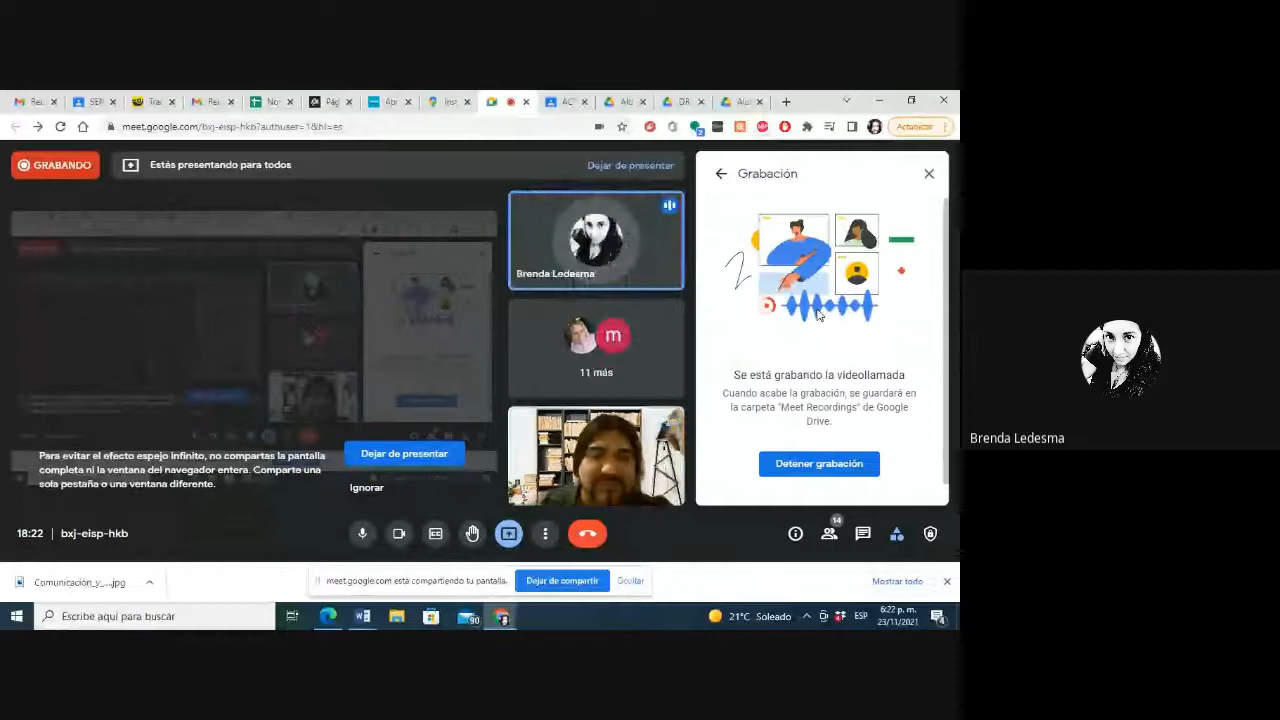 meet.google.com/bxj-eisp-hkb?authuser=1&hl=es
Actualizar
GRABANDO
Estás presentando para todos
Dejar de presentar
Grabación
Brenda Ledesma
m
11 más
Se está grabando la videollamada
Cuando acabe la grabación, se guardará en
la carpeta "Meet Recordings" de Google
Drive.
Detener grabación
Para evitar el efecto espejo infinito, no compartas la pantalla
completa ni la ventana del navegador entera. Comparte una
sola pestaña o una ventana diferente.
Dejar de presentar
Ignorar
18:22 | bxj-eisp-hkb
14
Comunicación_y_....jpg
meet.google.com está compartiendo tu pantalla.
Dejar de compartir
Ocultar
Mostrar todo
Escribe aquí para buscar
90
21°C Soleado
ESP
6:22 p. m.
23/11/2021
4
Brenda Ledesma